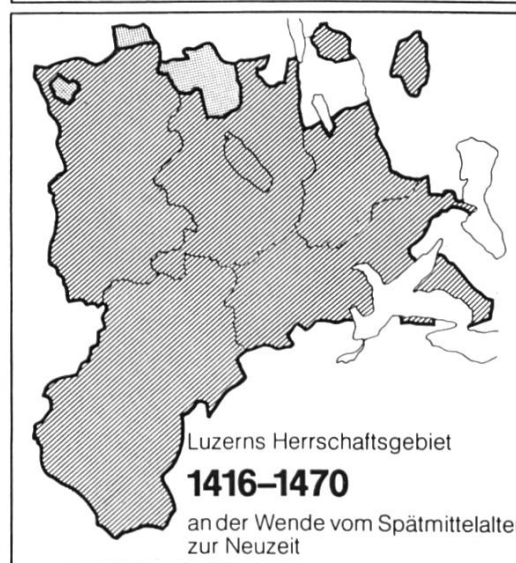 Luzerns Herrschaftsgebiet
1416–1470
an der Wende vom Spätmittelalte
zur Neuzeit